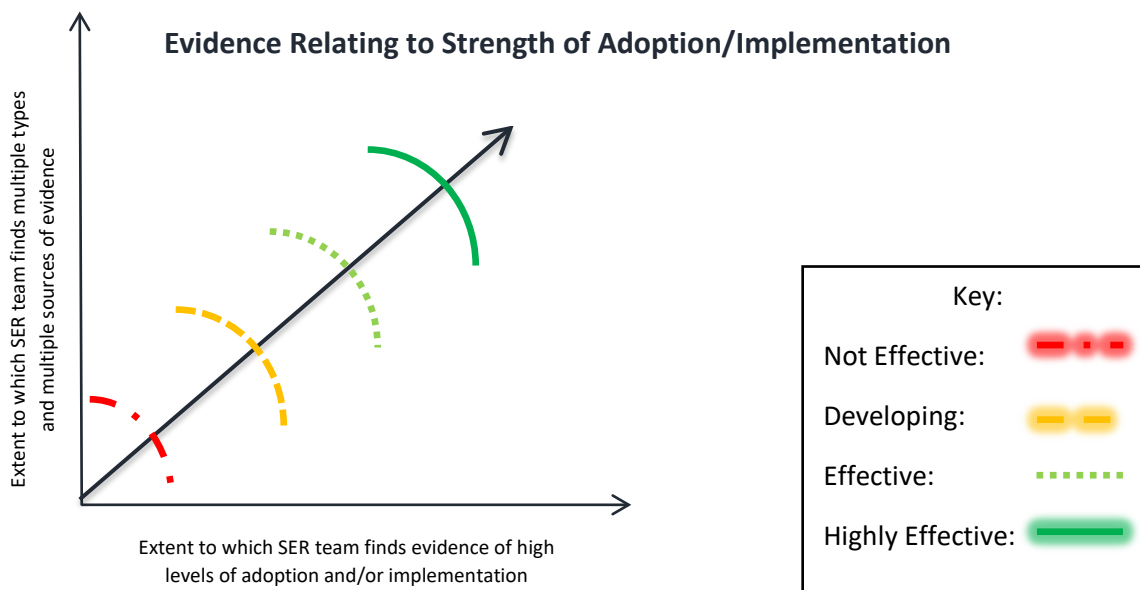 Evidence Relating to Strength of Adoption/Implementation
Extent to which SER team finds multiple types
and multiple sources of evidence
Extent to which SER team finds evidence of high
levels of adoption and/or implementation
Key:
Not Effective:
Developing:
Effective:
Highly Effective: